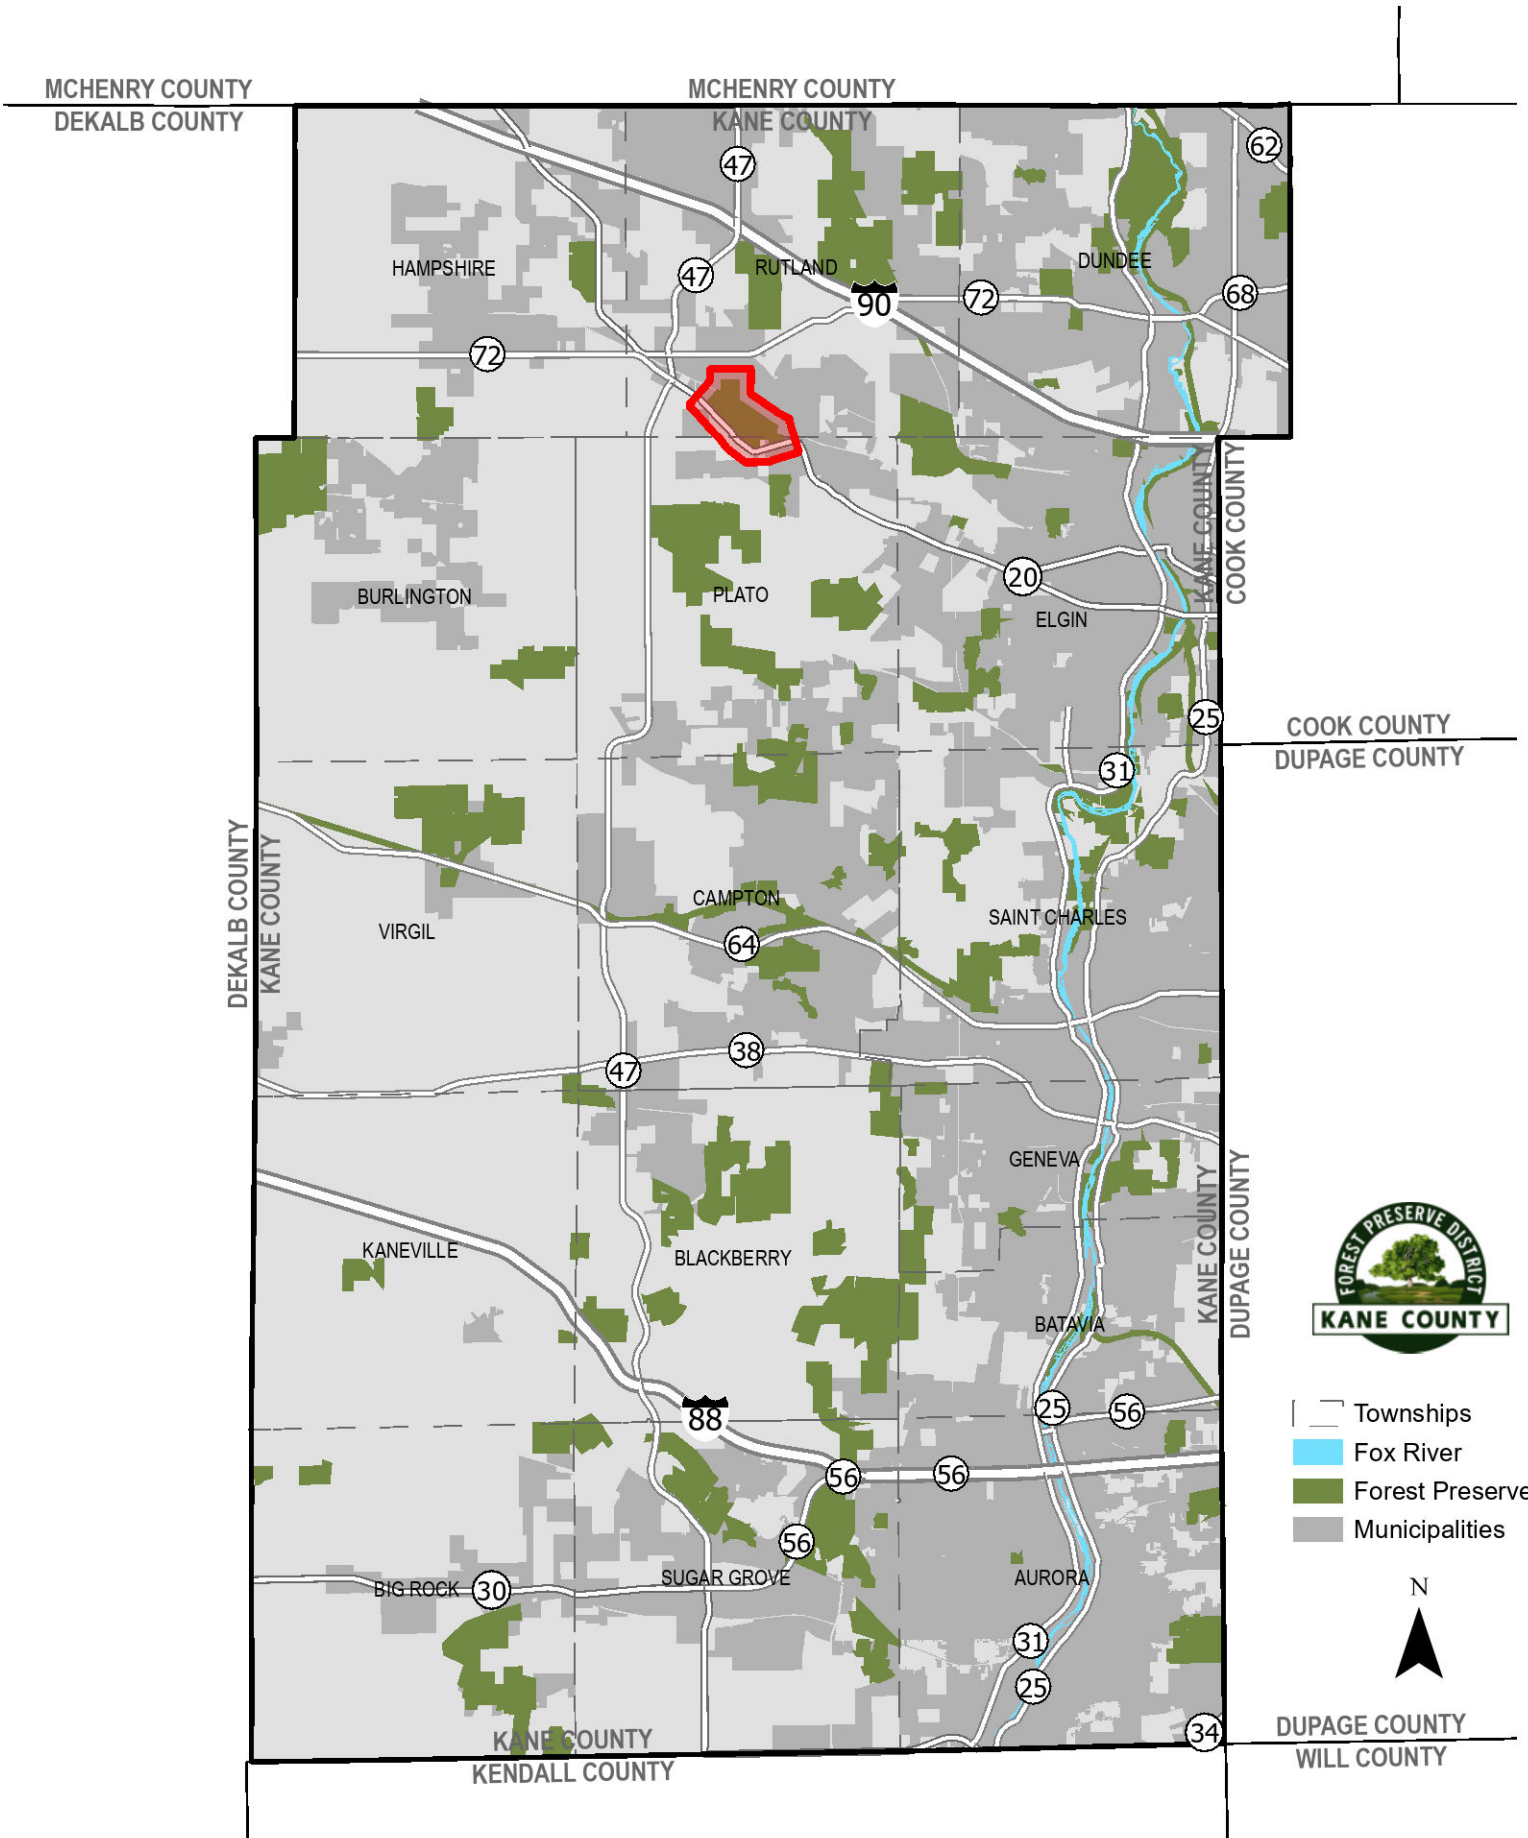 MCHENRY COUNTY
MCHENRY COUNTY
DEKALB COUNTY
KANE COUNTY
62
47
HAMPSHIRE
47
RUTLAND
DUNDEE
90
72
68
72
KANE COUNTY
COOK COUNTY
20
BURLINGTON
PLATO
ELGIN
25
COOK COUNTY
DUPAGE COUNTY
31
DEKALB COUNTY
KANE COUNTY
CAMPTON
VIRGIL
SAINT CHARLES
64
38
47
GENEVA
KANE COUNTY
DUPAGE COUNTY
KANEVILLE
BLACKBERRY
BATAVIA
FOREST PRESERVE DISTRICT
KANE COUNTY
88
25
56
56
56
56
Townships
Fox River
Forest Preserve
Municipalities
BIG ROCK
30
SUGAR GROVE
AURORA
N
31
25
34
KANE COUNTY
KENDALL COUNTY
DUPAGE COUNTY
WILL COUNTY